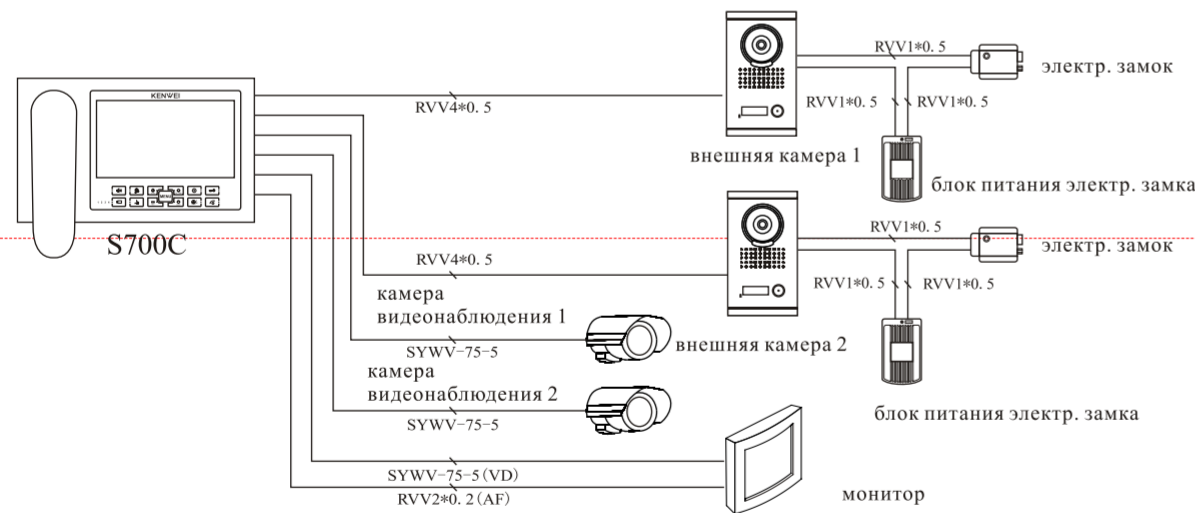 RVV1*0.5
электр. замок
KENWEI
RVV4*0.5
RVV1*0.5
RVV1*0.5
внешняя камера 1
блок питания электр. замка
MENU
S700C
RVV1*0.5
электр. замок
RVV4*0.5
RVV1*0.5
RVV1*0.5
камера
видеонаблюдения 1
SYWV-75-5
внешняя камера 2
камера
видеонаблюдения 2
SYWV-75-5
блок питания электр. замка
SYWV-75-5(VD)
RVV2*0.2(AF)
монитор